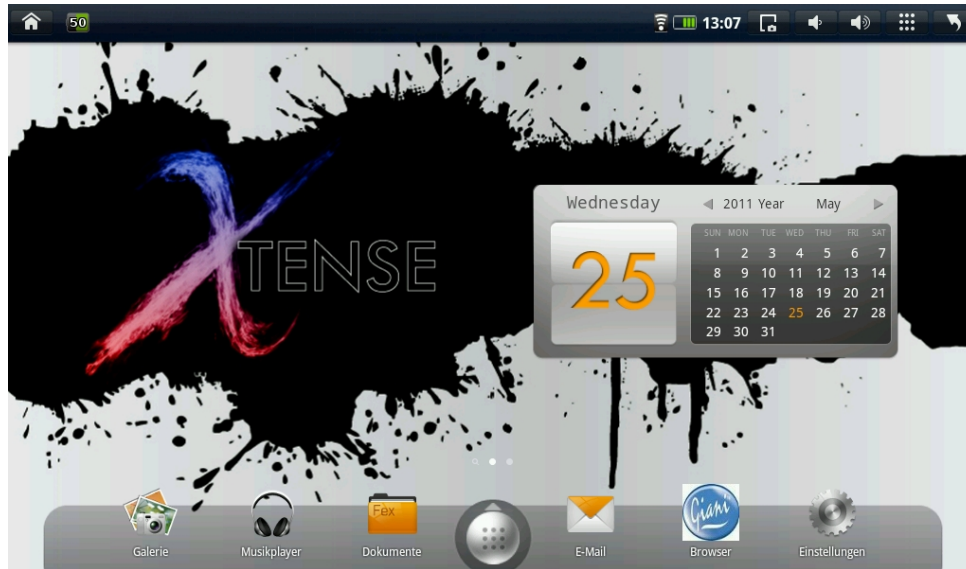 50
13:07
XTENSE
Wednesday
2011 Year May
25
SUN MON TUE WED THU FRI SAT
1 2 3 4 5 6 7
8 9 10 11 12 13 14
15 16 17 18 19 20 21
22 23 24 25 26 27 28
29 30 31
Fex
Giani
Galerie
Musikplayer
Dokumente
E-Mail
Browser
Einstellungen